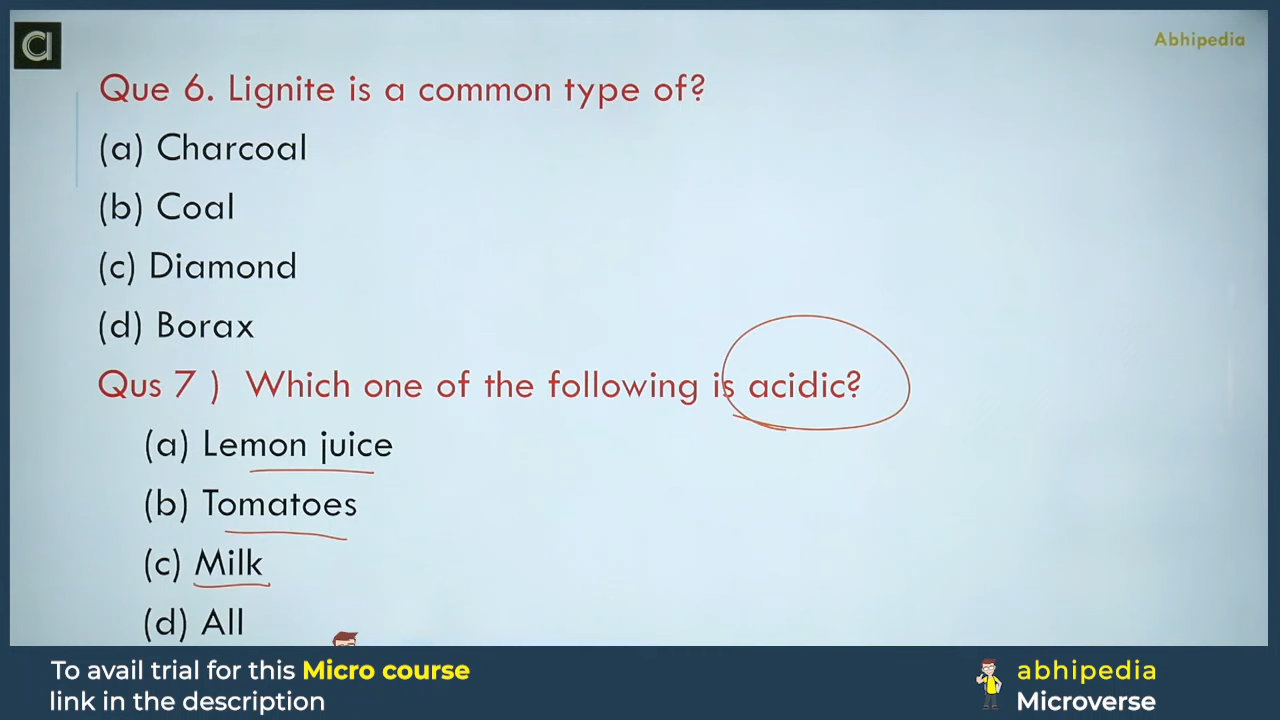 a
Abhipedia
Que 6. Lignite is a common type of?
(a) Charcoal
(b) Coal
(c) Diamond
(d) Borax
Qus 7 ) Which one of the following is acidic?
(a) Lemon juice
(b) Tomatoes
(c) Milk
(d) All
To avail trial for this Micro course
link in the description
abhipedia
Microverse